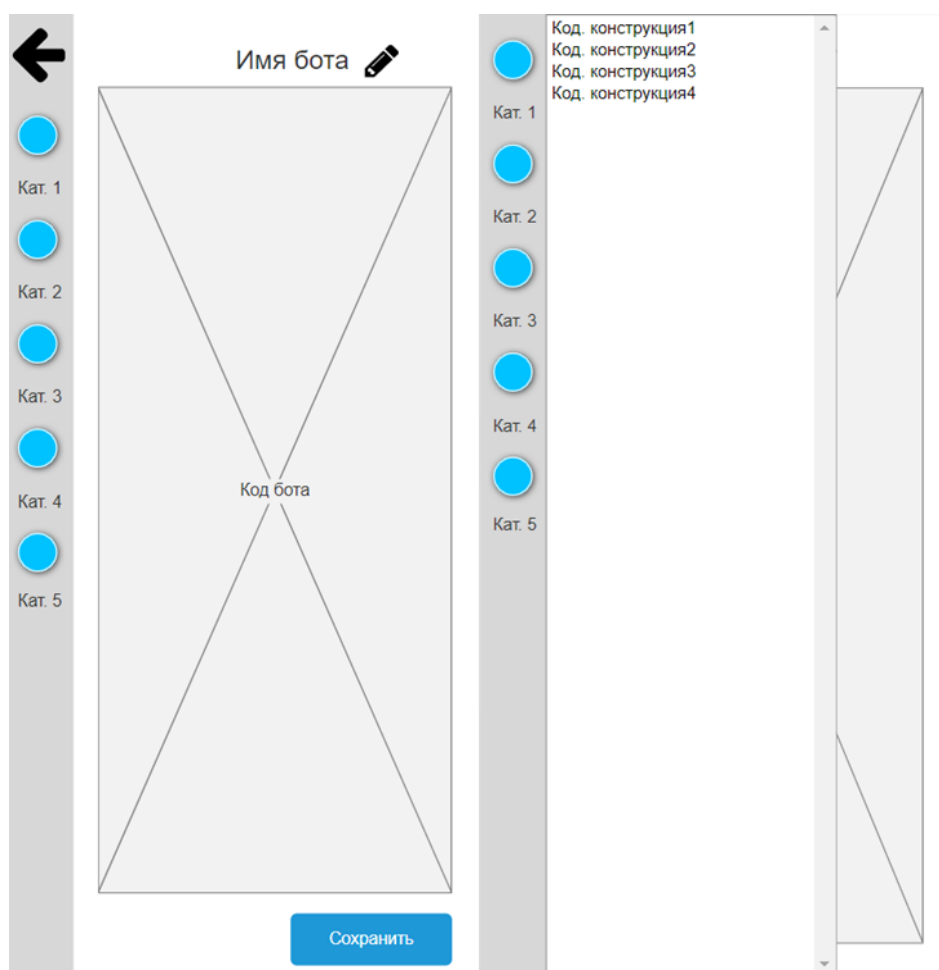 Имя бота
Кат. 1
Кат. 2
Кат. 3
Кат. 4
Кат. 5
Код бота
Сохранить
Кат. 1
Кат. 2
Кат. 3
Кат. 4
Кат. 5
Код. конструкция1
Код. конструкция2
Код. конструкция3
Код. конструкция4